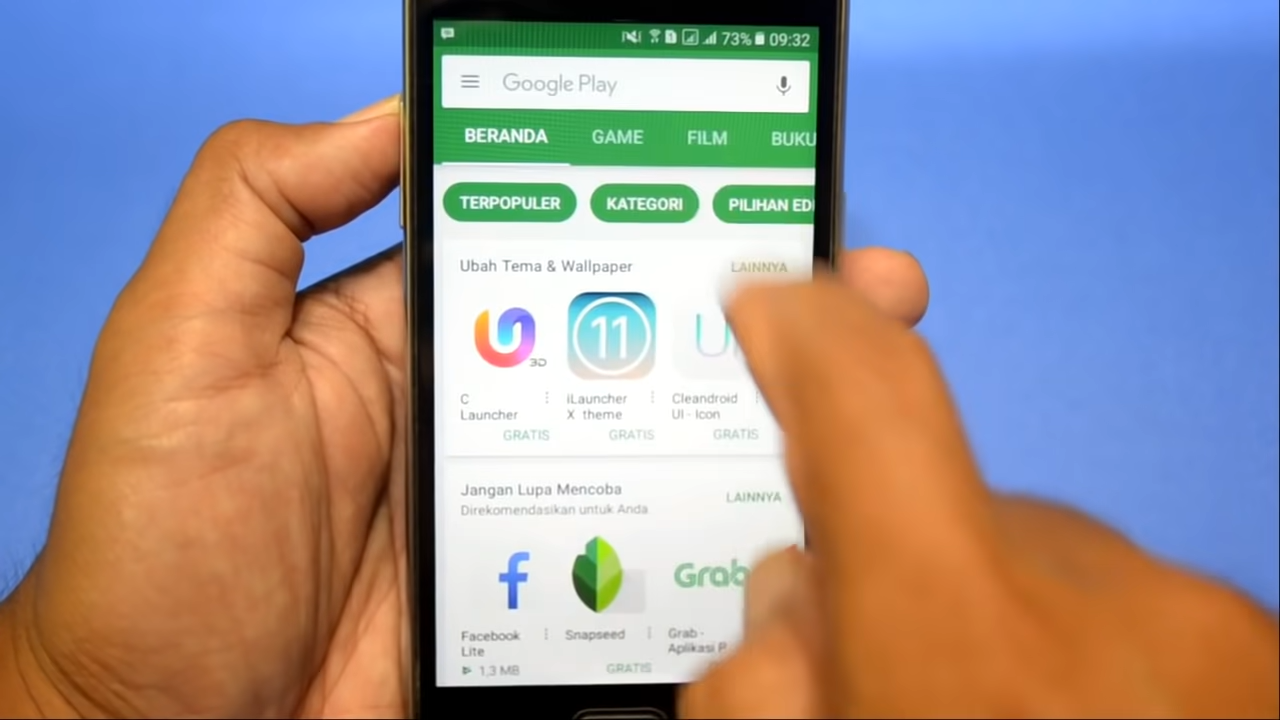 73% 09:32
Google Play
BERANDA GAME FILM BUKU
TERPOPULER KATEGORI PILIHAN EDI
Ubah Tema & Wallpaper LAINNYA
3D 11 UI
C Launcher
iLauncher X theme
Cleandroid UI - Icon
GRATIS GRATIS GRATIS
Jangan Lupa Mencoba LAINNYA
Direkomendasikan untuk Anda
f Grab
Facebook Lite
Snapseed
Grab - Aplikasi P
1,3 MB GRATIS